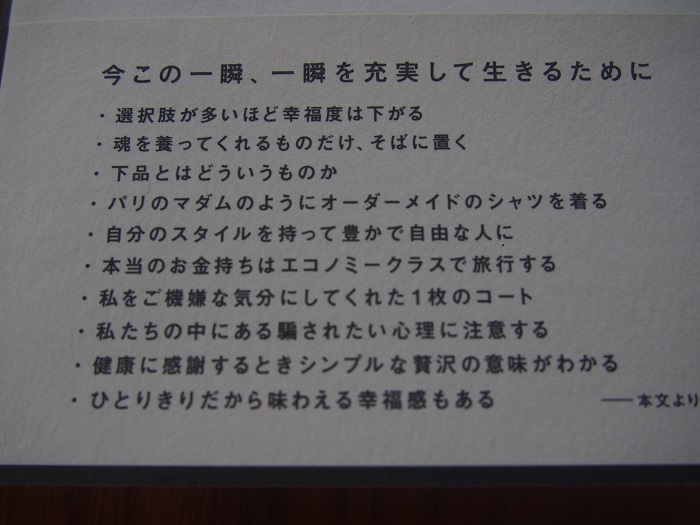 今この一瞬、一瞬を充実して生きるために
・選択肢が多いほど幸福度は下がる
・魂を養ってくれるものだけ、そばに置く
・下品とはどういうものか
・パリのマダムのようにオーダーメイドのシャツを着る
・自分のスタイルを持って豊かで自由な人に
・本当のお金持ちはエコノミークラスで旅行する
・私をご機嫌な気分にしてくれた1枚のコート
・私たちの中にある騙されたい心理に注意する
・健康に感謝するときシンプルな贅沢の意味がわかる
・ひとりきりだから味わえる幸福感もある
——本文より